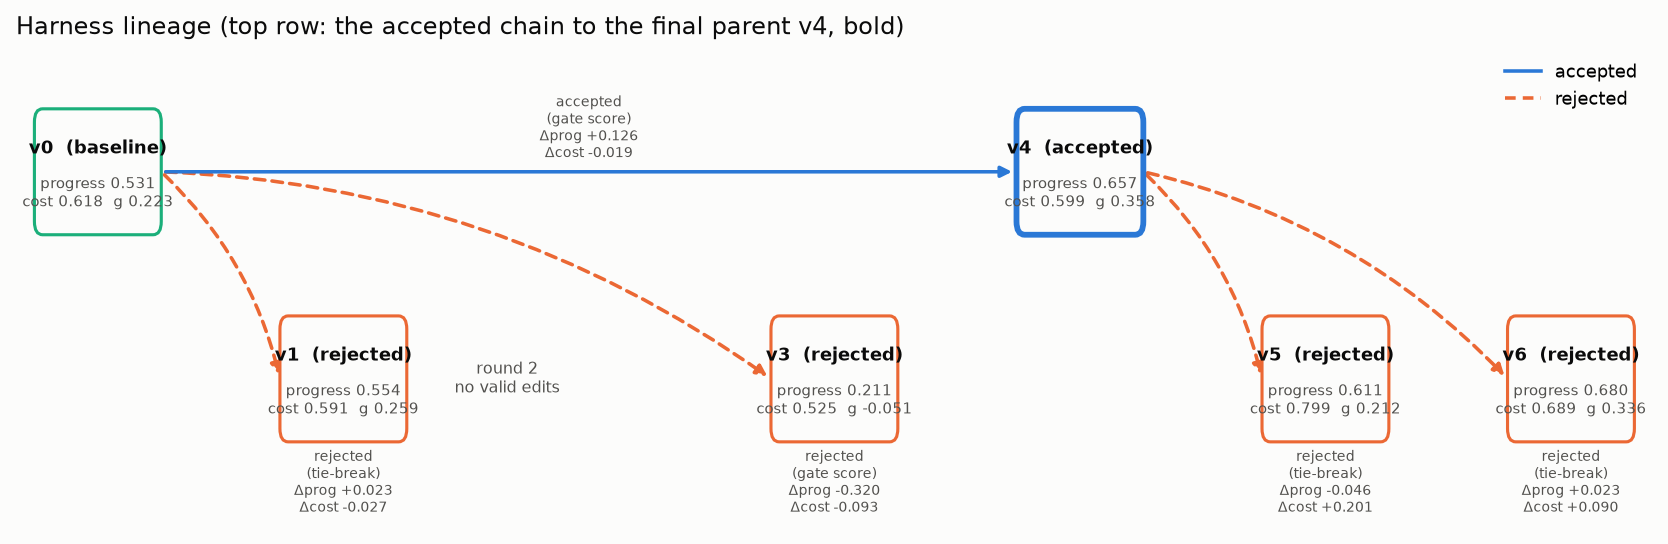 Harness lineage (top row: the accepted chain to the final parent v4, bold)
accepted
rejected
accepted
(gate score)
Δprog +0.126
Δcost -0.019
v0  (baseline)
progress 0.531
cost 0.618  g 0.223
v4  (accepted)
progress 0.657
cost 0.599  g 0.358
v1  (rejected)
progress 0.554
cost 0.591  g 0.259
rejected
(tie-break)
Δprog +0.023
Δcost -0.027
round 2
no valid edits
v3  (rejected)
progress 0.211
cost 0.525  g -0.051
rejected
(gate score)
Δprog -0.320
Δcost -0.093
v5  (rejected)
progress 0.611
cost 0.799  g 0.212
rejected
(tie-break)
Δprog -0.046
Δcost +0.201
v6  (rejected)
progress 0.680
cost 0.689  g 0.336
rejected
(tie-break)
Δprog +0.023
Δcost +0.090